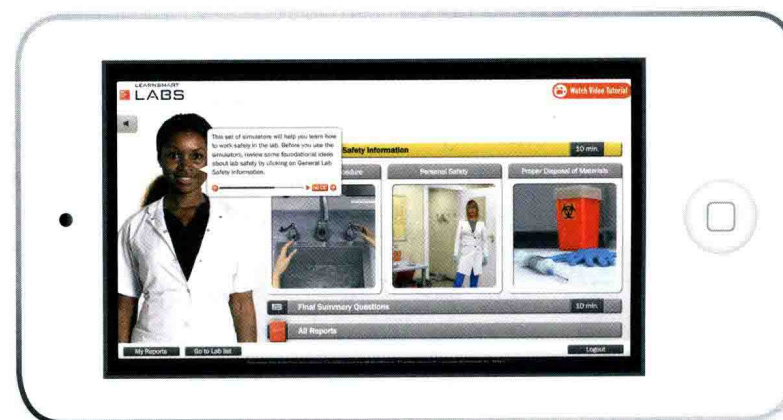 LEARNSMART
LABS
Watch Video Tutorial
This set of simulators will help you learn how
to work safely in the lab. Before you use the
simulators, review some foundational ideas
about lab safety by clicking on General Lab
Safety Information.
Safety Information
10 min.
Personal Safety
Proper Disposal of Materials
Final Summary Questions
10 min.
All Reports
My Reports
Go to Lab list
Logout